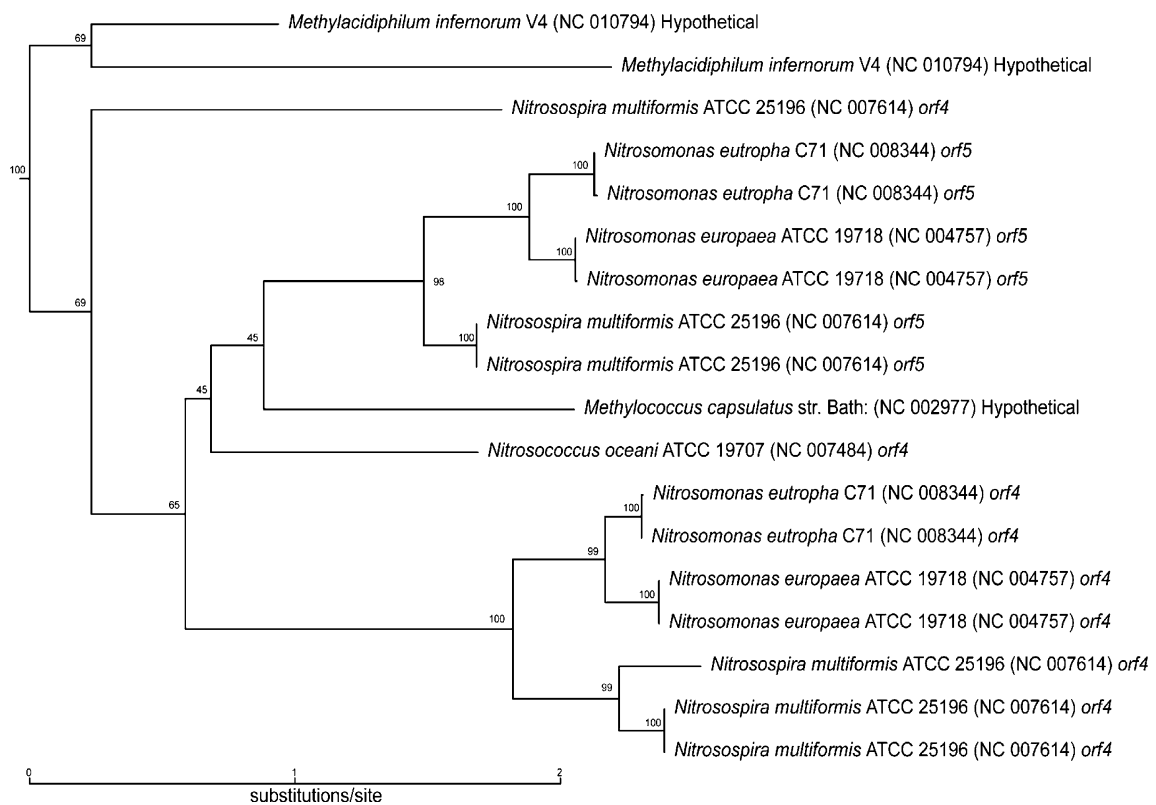 Methylacidiphilum infernorum V4 (NC 010794) Hypothetical
69
Methylacidiphilum infernorum V4 (NC 010794) Hypothetical
Nitrosospira multiformis ATCC 25196 (NC 007614) orf4
Nitrosomonas eutropha C71 (NC 008344) orf5
100
100
Nitrosomonas eutropha C71 (NC 008344) orf5
100
Nitrosomonas europaea ATCC 19718 (NC 004757) orf5
100
Nitrosomonas europaea ATCC 19718 (NC 004757) orf5
98
69
Nitrosospira multiformis ATCC 25196 (NC 007614) orf5
45
100
Nitrosospira multiformis ATCC 25196 (NC 007614) orf5
45
Methylococcus capsulatus str. Bath: (NC 002977) Hypothetical
Nitrosococcus oceani ATCC 19707 (NC 007484) orf4
Nitrosomonas eutropha C71 (NC 008344) orf4
65
100
Nitrosomonas eutropha C71 (NC 008344) orf4
99
Nitrosomonas europaea ATCC 19718 (NC 004757) orf4
100
Nitrosomonas europaea ATCC 19718 (NC 004757) orf4
100
Nitrosospira multiformis ATCC 25196 (NC 007614) orf4
99
Nitrosospira multiformis ATCC 25196 (NC 007614) orf4
100
Nitrosospira multiformis ATCC 25196 (NC 007614) orf4
0 1 2
substitutions/site